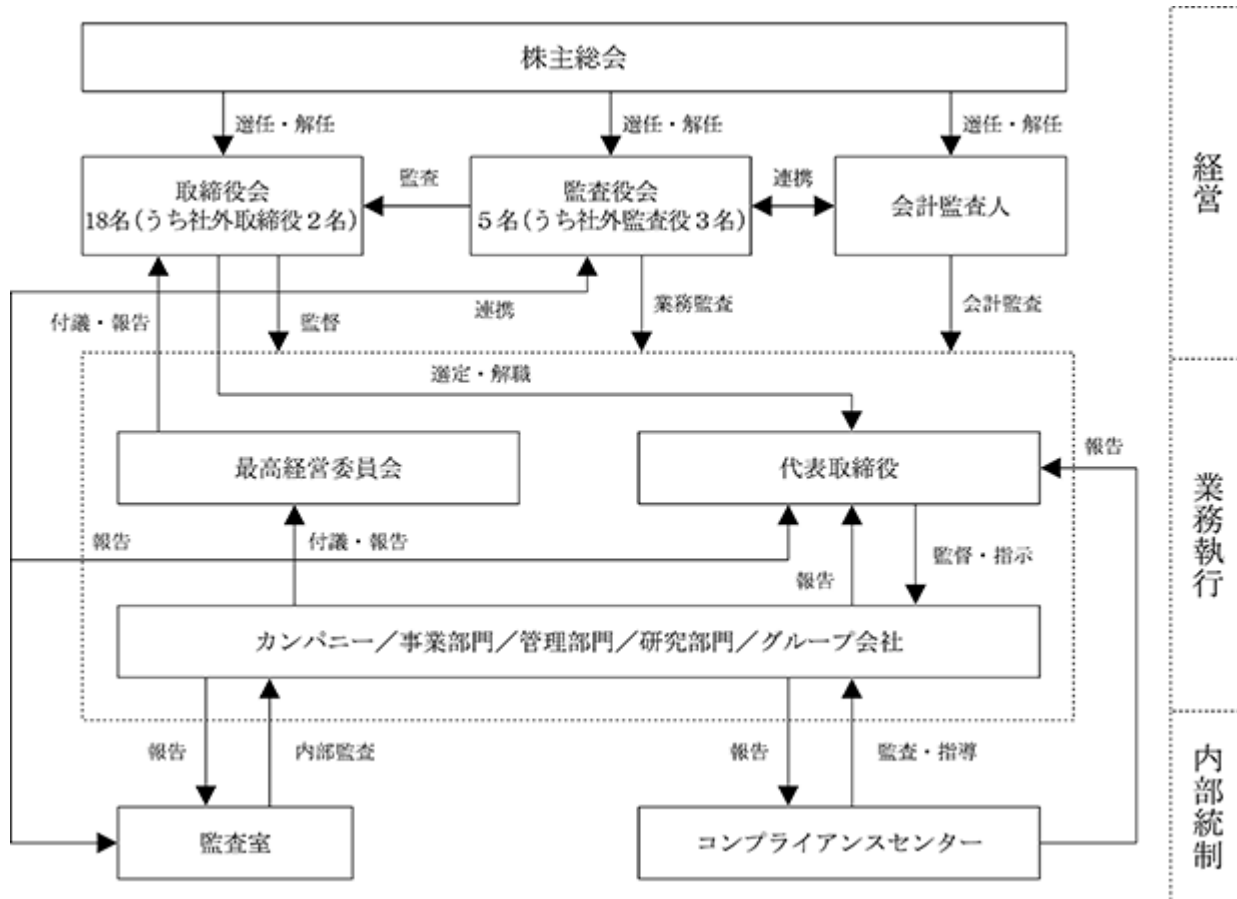 株主総会
選任・解任
選任・解任
選任・解任
取締役会
18名(うち社外取締役2名)
監査
監査役会
5名(うち社外監査役3名)
連携
会計監査人
経営
付議・報告
監督
連携
業務監査
会計監査
選定・解職
最高経営委員会
代表取締役
報告
業務執行
報告
付議・報告
報告
監督・指示
カンパニー/事業部門/管理部門/研究部門/グループ会社
報告
内部監査
報告
監査・指導
内部統制
監査室
コンプライアンスセンター